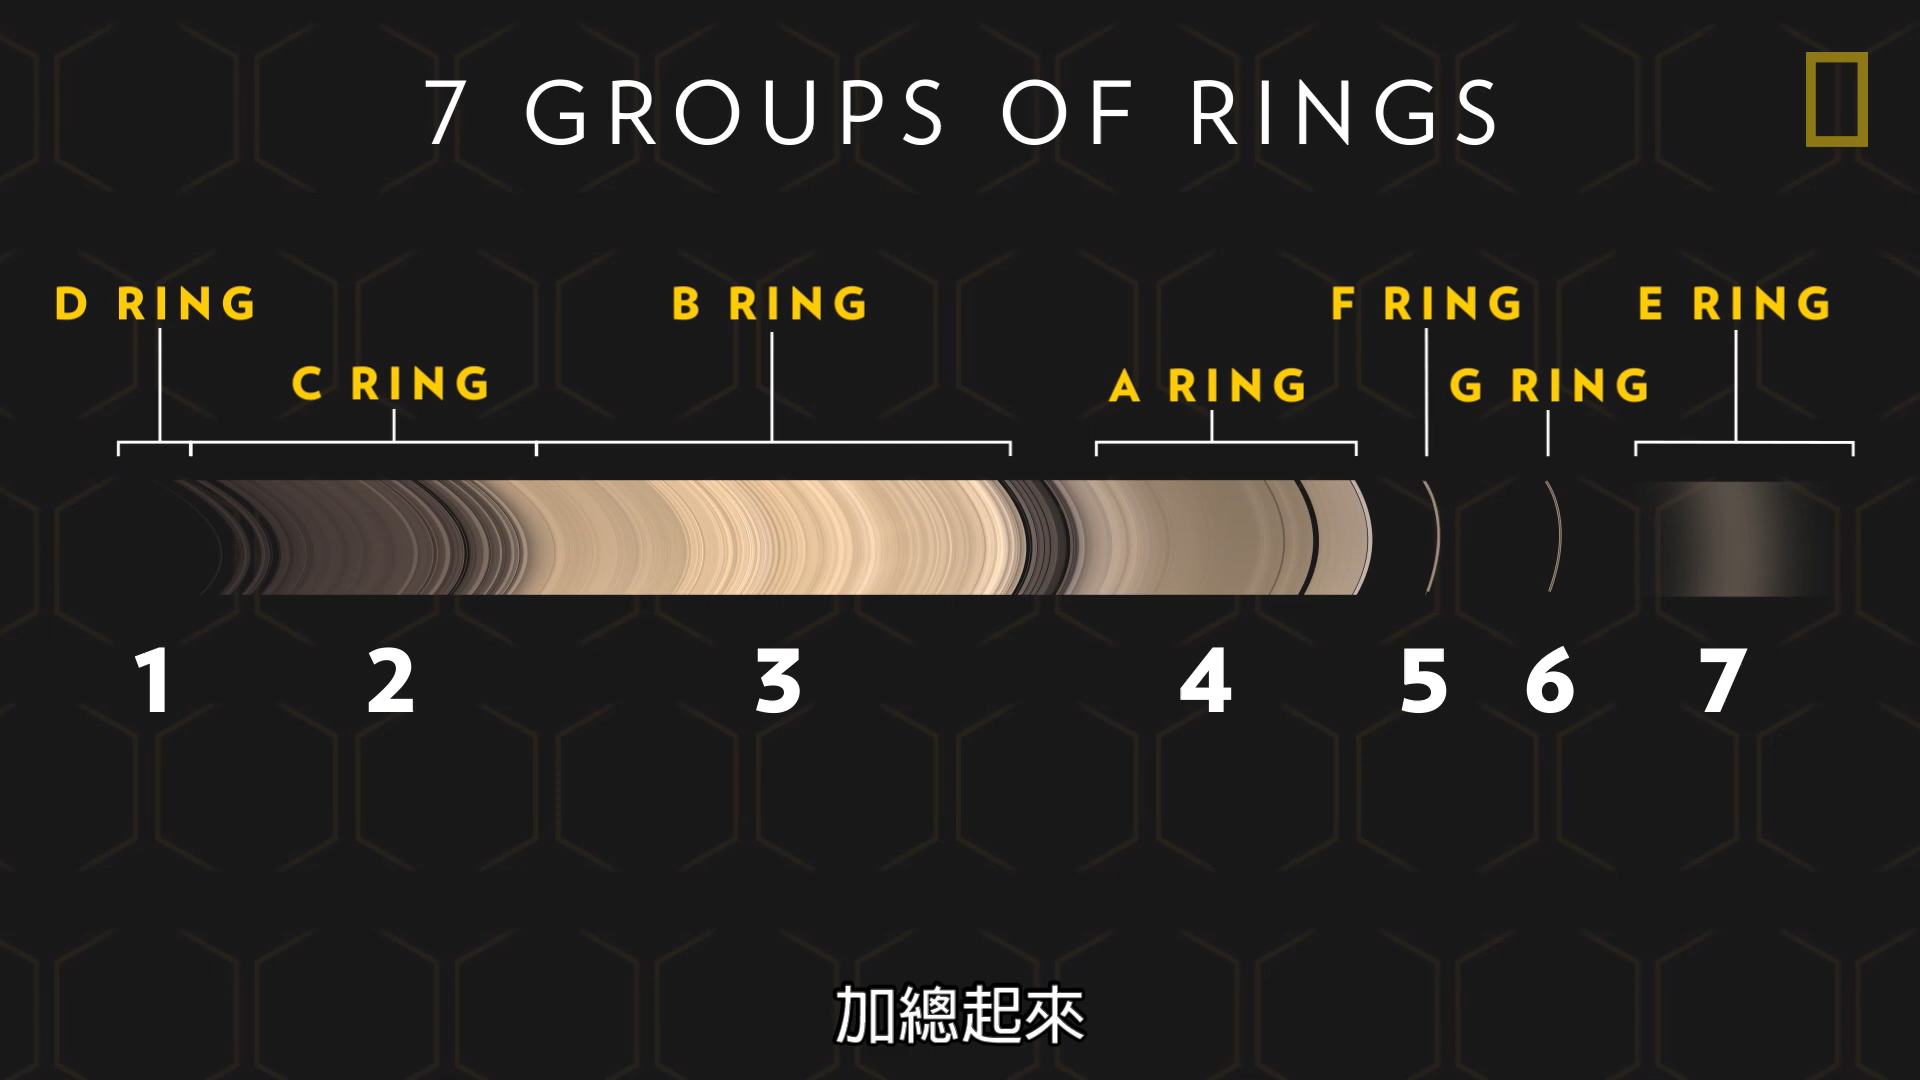 7 GROUPS OF RINGS
D RING
B RING
F RING
E RING
C RING
A RING
G RING
1 2 3 4 5 6 7
加總起來